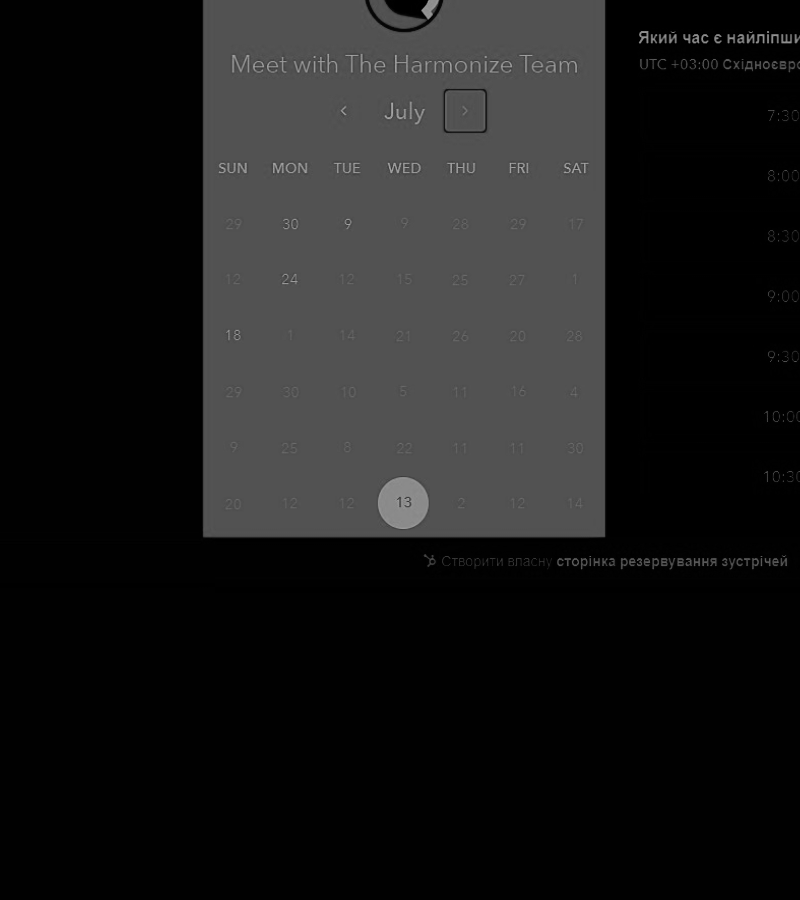 Meet with The Harmonize Team
July
SUN MON TUE WED THU FRI SAT
29 30 9 9 28 29 17
12 24 12 15 25 27 1
18 1 14 21 26 20 28
29 30 10 5 11 16 4
9 25 8 22 11 11 30
20 12 12 13 2 12 14
Який час є найліпши
UTC +03:00 Східноєвро
7:30
8:00
8:30
9:00
9:30
10:00
10:30
Створити власну сторінка резервування зустрічей